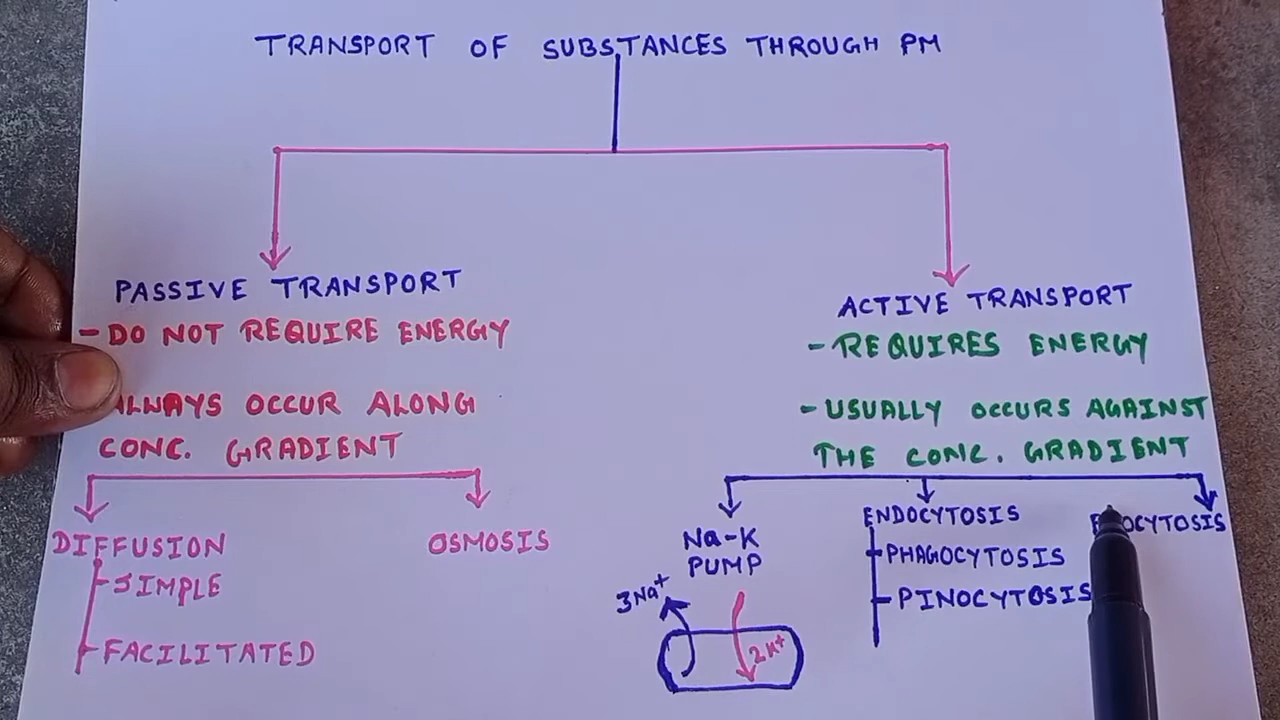 TRANSPORT OF SUBSTANCES THROUGH PM
PASSIVE TRANSPORT
- DO NOT REQUIRE ENERGY
ALWAYS OCCUR ALONG
CONC. GRADIENT
DIFFUSION
SIMPLE
FACILITATED
OSMOSIS
ACTIVE TRANSPORT
- REQUIRES ENERGY
- USUALLY OCCURS AGAINST
THE CONC. GRADIENT
Na-K
PUMP
3Na+
2K+
ENDOCYTOSIS
PHAGOCYTOSIS
PINOCYTOSIS